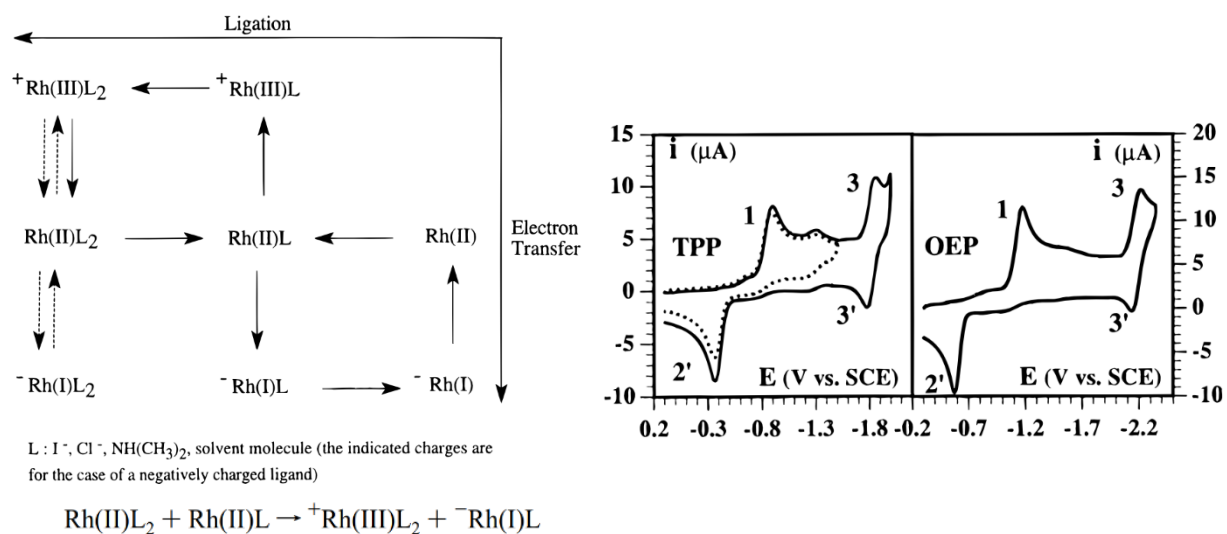 Ligation
⁺Rh(III)L₂ ⁺Rh(III)L
Rh(II)L₂ Rh(II)L Rh(II)
Electron
Transfer
⁻Rh(I)L₂ ⁻Rh(I)L ⁻Rh(I)
L : I⁻, Cl⁻, NH(CH₃)₂, solvent molecule (the indicated charges are
for the case of a negatively charged ligand)
Rh(II)L₂ + Rh(II)L → ⁺Rh(III)L₂ + ⁻Rh(I)L
15
10
5
0
-5
-10
i (μA)
1
3
TPP
3'
2'
E (V vs. SCE)
0.2 -0.3 -0.8 -1.3 -1.8
i (μA)
1
3
OEP
3'
2'
E (V vs. SCE)
20
15
10
5
0
-5
-10
-0.2 -0.7 -1.2 -1.7 -2.2